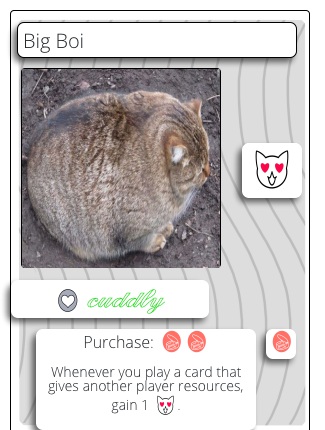 Big Boi
cuddly
Purchase:
Whenever you play a card that
gives another player resources,
gain 1 .